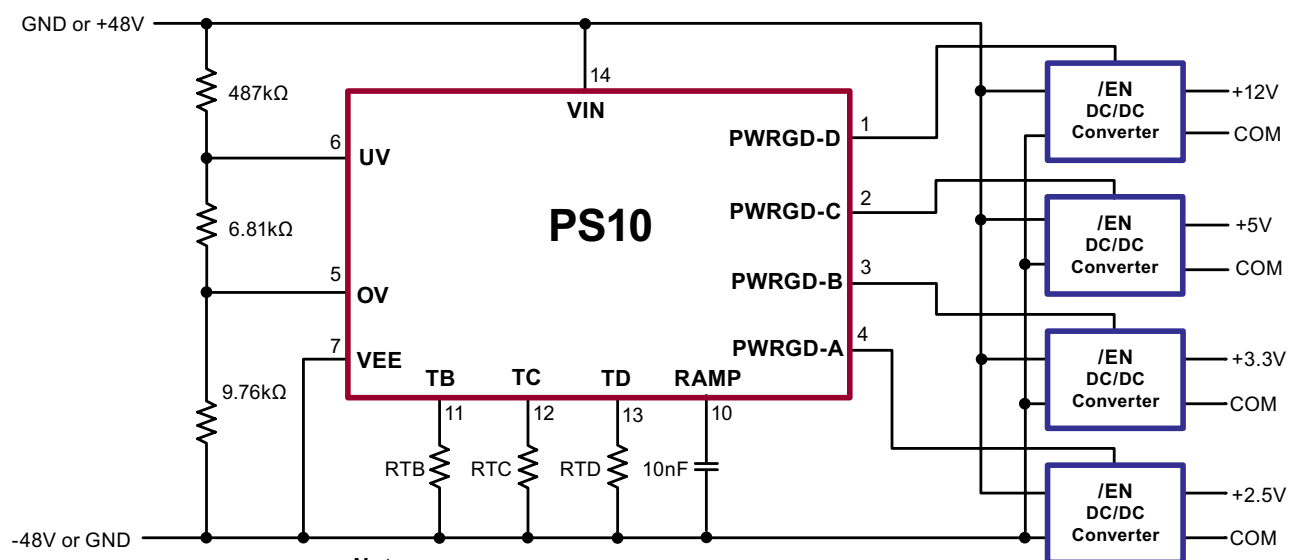 GND or +48V
487kΩ
6.81kΩ
9.76kΩ
-48V or GND
14
VIN
6
UV
5
OV
7
VEE
PS10
PWRGD-D
1
PWRGD-C
2
PWRGD-B
3
PWRGD-A
4
TB
TC
TD
RAMP
11
12
13
10
RTB
RTC
RTD
10nF
/EN
DC/DC
Converter
+12V
COM
/EN
DC/DC
Converter
+5V
COM
/EN
DC/DC
Converter
+3.3V
COM
/EN
DC/DC
Converter
+2.5V
COM